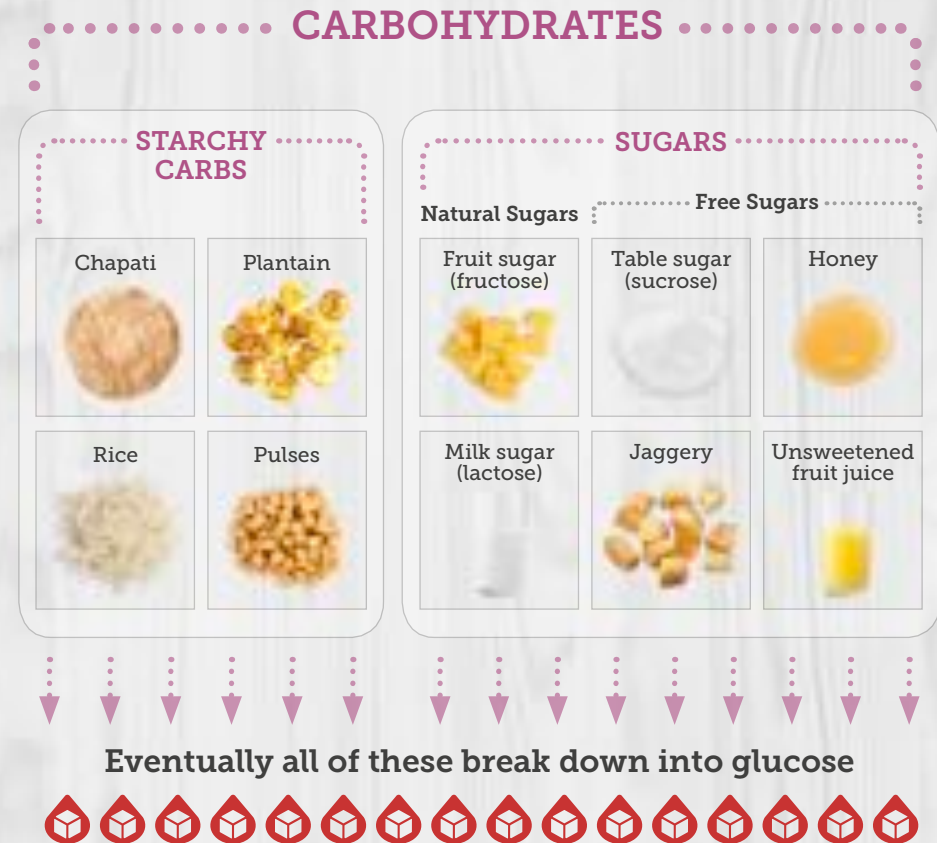 CARBOHYDRATES
STARCHY
CARBS
Chapati
Plantain
Rice
Pulses
SUGARS
Natural Sugars
Free Sugars
Fruit sugar
(fructose)
Table sugar
(sucrose)
Honey
Milk sugar
(lactose)
Jaggery
Unsweetened
fruit juice
Eventually all of these break down into glucose